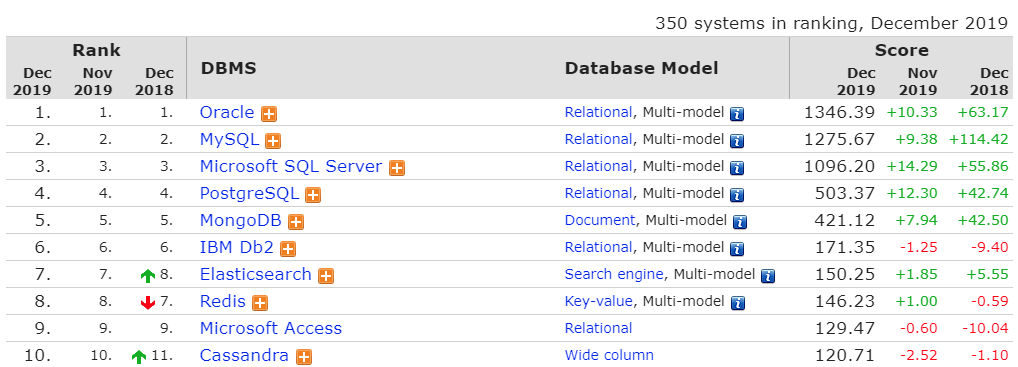 350 systems in ranking, December 2019
Rank DBMS Database Model Score
Dec 2019 Nov 2019 Dec 2018 Dec 2019 Nov 2019 Dec 2018
1. 1. 1. Oracle Relational, Multi-model 1346.39 +10.33 +63.17
2. 2. 2. MySQL Relational, Multi-model 1275.67 +9.38 +114.42
3. 3. 3. Microsoft SQL Server Relational, Multi-model 1096.20 +14.29 +55.86
4. 4. 4. PostgreSQL Relational, Multi-model 503.37 +12.30 +42.74
5. 5. 5. MongoDB Document, Multi-model 421.12 +7.94 +42.50
6. 6. 6. IBM Db2 Relational, Multi-model 171.35 -1.25 -9.40
7. 7. 8. Elasticsearch Search engine, Multi-model 150.25 +1.85 +5.55
8. 8. 7. Redis Key-value, Multi-model 146.23 +1.00 -0.59
9. 9. 9. Microsoft Access Relational 129.47 -0.60 -10.04
10. 10. 11. Cassandra Wide column 120.71 -2.52 -1.10